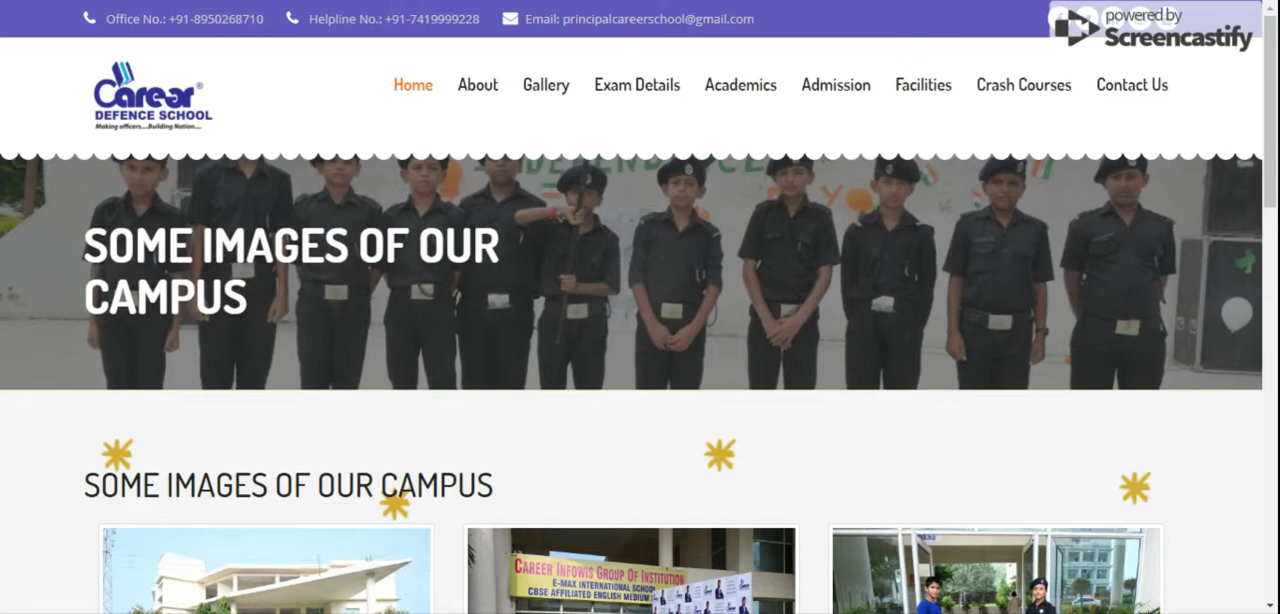 Office No.: +91-8950268710 Helpline No.: +91-7419999228 Email: principalcareerschool@gmail.com
powered by
Screencastify
Career®
DEFENCE SCHOOL
Making officers....Building Nation....
Home About Gallery Exam Details Academics Admission Facilities Crash Courses Contact Us
SOME IMAGES OF OUR
CAMPUS
SOME IMAGES OF OUR CAMPUS
CAREER INFOWIS GROUP OF INSTITUTION
E-MAX INTERNATIONAL SCHOOL
CBSE AFFILIATED ENGLISH MEDIUM